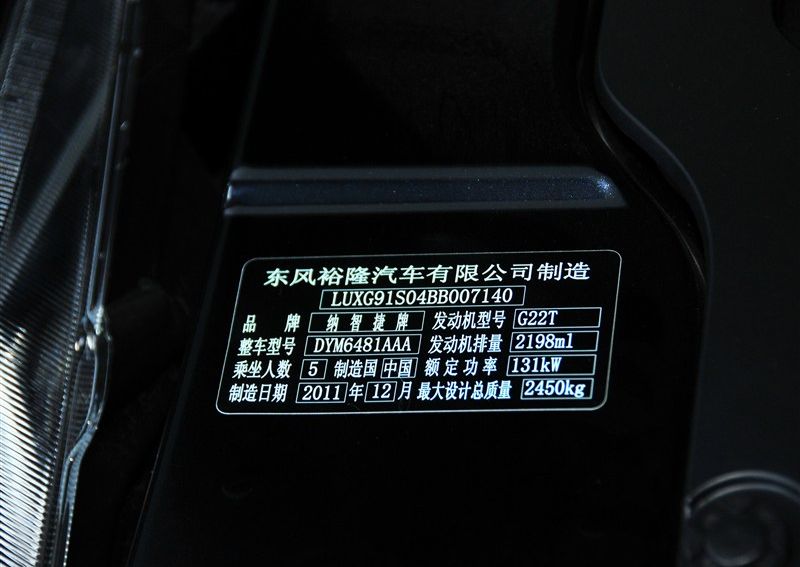 东风裕隆汽车有限公司制造
LUXG91S04BB007140
品牌 纳智捷牌 发动机型号 G22T
整车型号 DYM6481AAA 发动机排量 2198ml
乘坐人数 5 制造国 中国 额定功率 131kW
制造日期 2011 年 12 月 最大设计总质量 2450kg